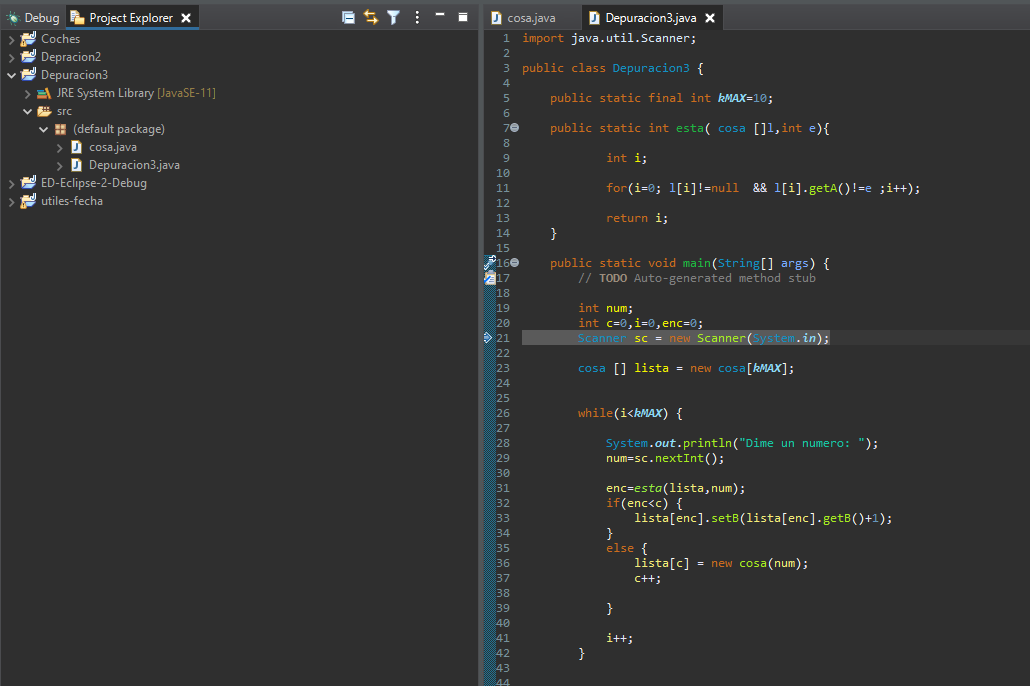 Debug Project Explorer
Coches
Depracion2
Depuracion3
JRE System Library [JavaSE-11]
src
(default package)
cosa.java
Depuracion3.java
ED-Eclipse-2-Debug
utiles-fecha
cosa.java Depuracion3.java
1 import java.util.Scanner;
2
3 public class Depuracion3 {
4
5 public static final int kMAX=10;
6
7 public static int esta( cosa []l,int e){
8
9 int i;
10
11 for(i=0; l[i]!=null && l[i].getA()!=e ;i++);
12
13 return i;
14 }
15
16 public static void main(String[] args) {
17 // TODO Auto-generated method stub
18
19 int num;
20 int c=0,i=0,enc=0;
21 Scanner sc = new Scanner(System.in);
22
23 cosa [] lista = new cosa[kMAX];
24
25
26 while(i<kMAX) {
27
28 System.out.println("Dime un numero: ");
29 num=sc.nextInt();
30
31 enc=esta(lista,num);
32 if(enc<c) {
33 lista[enc].setB(lista[enc].getB()+1);
34 }
35 else {
36 lista[c] = new cosa(num);
37 c++;
38
39 }
40
41 i++;
42 }
43
44